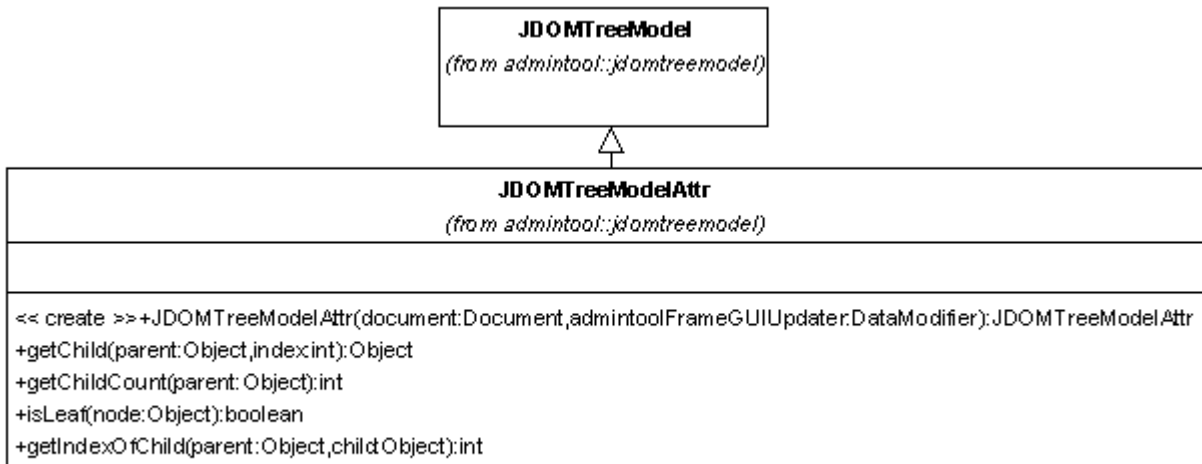 JDOMTreeModel
(from admintool::jdomtreemodel)
JDOMTreeModelAttr
(from admintool::jdomtreemodel)
<< create >>+JDOMTreeModelAttr(document:Document,admintoolFrameGUIUpdater:DataModifier):JDOMTreeModelAttr
+getChild(parent:Object,index:int):Object
+getChildCount(parent:Object):int
+isLeaf(node:Object):boolean
+getIndexOfChild(parent:Object,child:Object):int